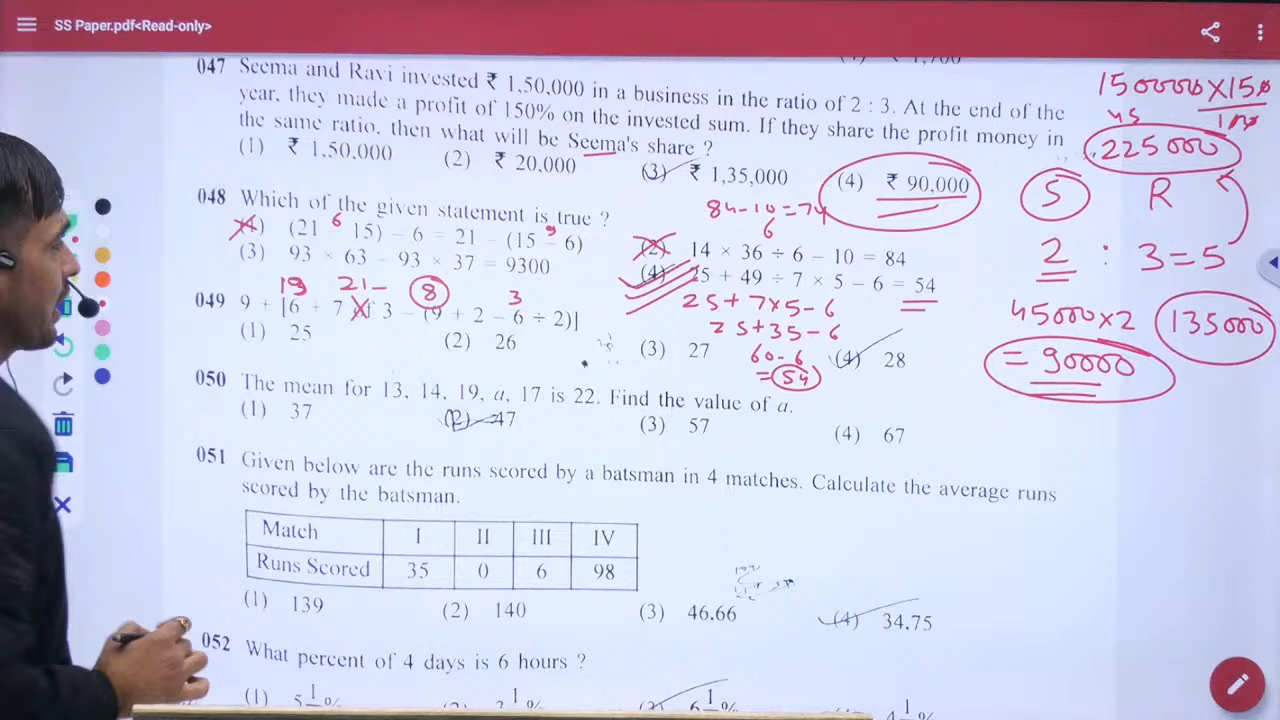 SS Paper.pdf<Read-only>
047 Seema and Ravi invested ₹ 1,50,000 in a business in the ratio of 2 : 3. At the end of the
year, they made a profit of 150% on the invested sum. If they share the profit money in
the same ratio, then what will be Seema's share ?
(1) ₹ 1,50,000 (2) ₹ 20,000 (3) ₹ 1,35,000 (4) ₹ 90,000
048 Which of the given statement is true ?
(21 15) – 6 = 21 – (15 – 6) (2) 14 × 36 ÷ 6 – 10 = 84
(3) 93 × 63 – 93 × 37 = 9300 (4) 25 + 49 ÷ 7 × 5 – 6 = 54
049 9 + [6 + 7 of 3 – (9 + 2 – 6 ÷ 2)]
(1) 25 (2) 26 (3) 27 (4) 28
050 The mean for 13, 14, 19, a, 17 is 22. Find the value of a.
(1) 37 (2) 47 (3) 57 (4) 67
051 Given below are the runs scored by a batsman in 4 matches. Calculate the average runs
scored by the batsman.
Match I II III IV
Runs Scored 35 0 6 98
(1) 139 (2) 140 (3) 46.66 (4) 34.75
052 What percent of 4 days is 6 hours ?
(1) 5 1 % 1 % 6 1 % 1 %
150000 × 150
45
225000
S R
2 : 3 = 5
45000×2 135000
= 90000
84-10=74
6
6 9
19 21- 8 3
25+7×5-6
25+35-6
60-6
=54